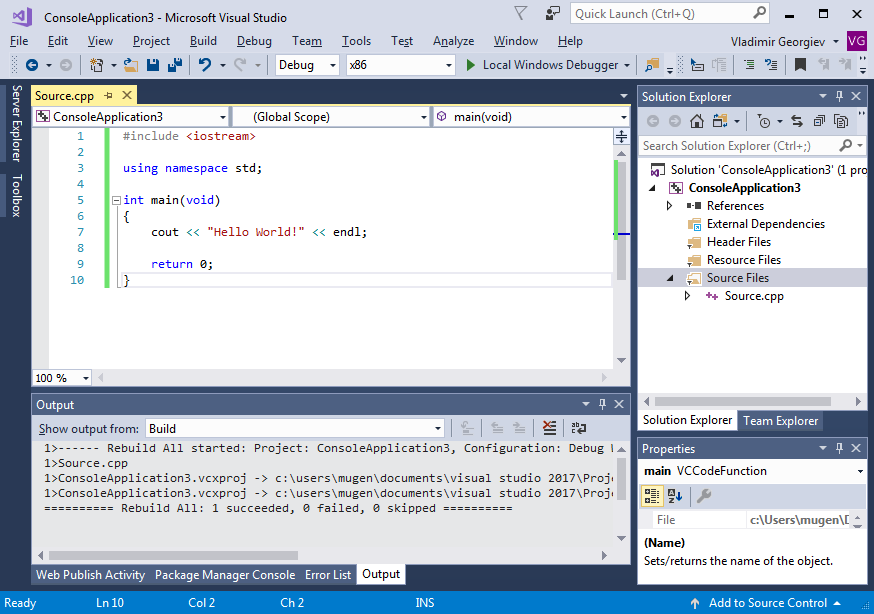 ConsoleApplication3 - Microsoft Visual Studio
Quick Launch (Ctrl+Q)
File Edit View Project Build Debug Team Tools Test Analyze Window Help
Vladimir Georgiev VG
Debug x86 Local Windows Debugger
Server Explorer
Toolbox
Source.cpp
ConsoleApplication3 (Global Scope) main(void)
1 #include <iostream>
2
3 using namespace std;
4
5 int main(void)
6 {
7 cout << "Hello World!" << endl;
8
9 return 0;
10 }
100 %
Output
Show output from: Build
1>------ Rebuild All started: Project: ConsoleApplication3, Configuration: Debug
1>Source.cpp
1>ConsoleApplication3.vcxproj -> c:\users\mugen\documents\visual studio 2017\Proje
1>ConsoleApplication3.vcxproj -> c:\users\mugen\documents\visual studio 2017\Proje
========== Rebuild All: 1 succeeded, 0 failed, 0 skipped ==========
Web Publish Activity Package Manager Console Error List Output
Solution Explorer
Search Solution Explorer (Ctrl+;)
Solution 'ConsoleApplication3' (1 pro
ConsoleApplication3
References
External Dependencies
Header Files
Resource Files
Source Files
Source.cpp
Solution Explorer Team Explorer
Properties
main VCCodeFunction
File c:\Users\mugen\D
(Name)
Sets/returns the name of the object.
Ready Ln 10 Col 2 Ch 2 INS Add to Source Control